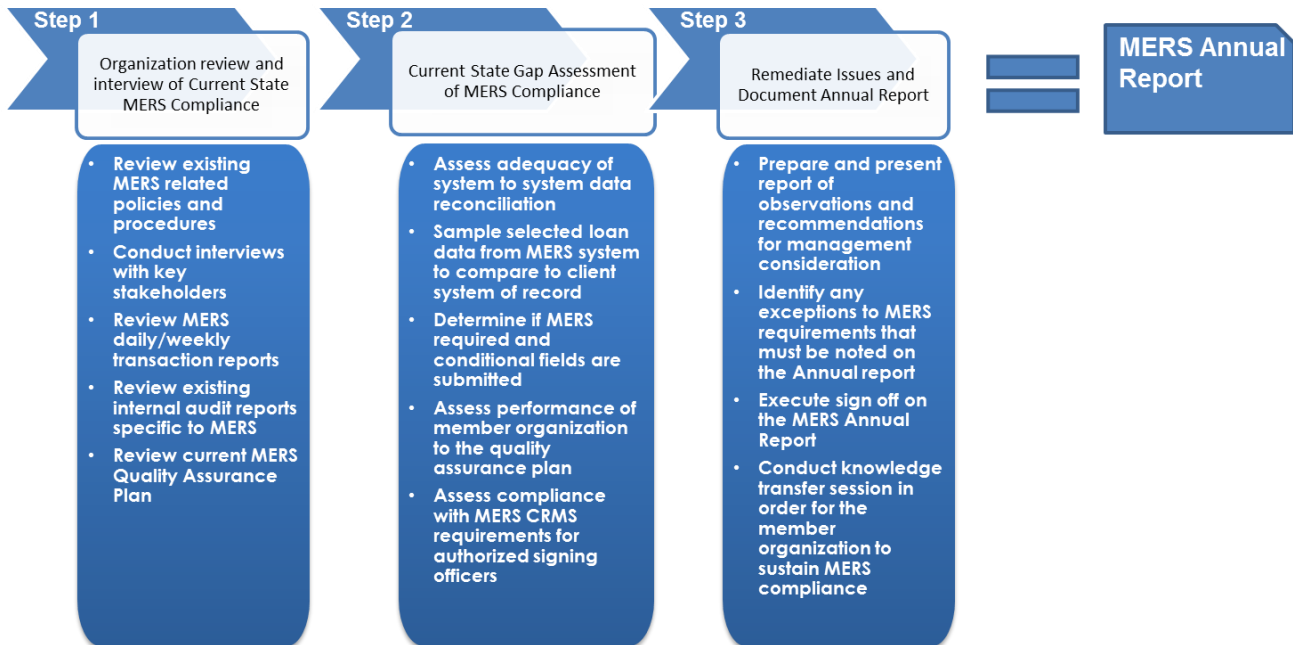 Step 1
Organization review and
interview of Current State
MERS Compliance
• Review existing
MERS related
policies and
procedures
• Conduct interviews
with key
stakeholders
• Review MERS
daily/weekly
transaction reports
• Review existing
internal audit reports
specific to MERS
• Review current MERS
Quality Assurance
Plan
Step 2
Current State Gap Assessment
of MERS Compliance
• Assess adequacy of
system to system data
reconciliation
• Sample selected loan
data from MERS system
to compare to client
system of record
• Determine if MERS
required and
conditional fields are
submitted
• Assess performance of
member organization
to the quality
assurance plan
• Assess compliance
with MERS CRMS
requirements for
authorized signing
officers
Step 3
Remediate Issues and
Document Annual Report
• Prepare and present
report of
observations and
recommendations
for management
consideration
• Identify any
exceptions to MERS
requirements that
must be noted on
the Annual report
• Execute sign off on
the MERS Annual
Report
• Conduct knowledge
transfer session in
order for the
member
organization to
sustain MERS
compliance
MERS Annual
Report